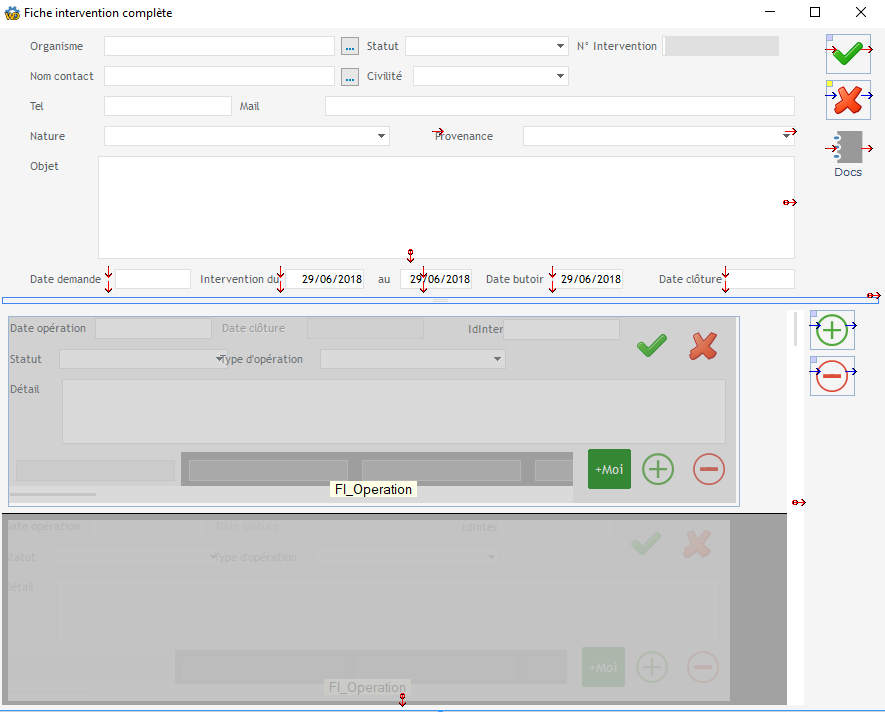 Fiche intervention complète
Organisme ... Statut N° Intervention
Nom contact ... Civilité
Tel Mail
Nature Provenance
Objet
Docs
Date demande Intervention du 29/06/2018 au 29/06/2018 Date butoir 29/06/2018 Date clôture
Date opération Date clôture IdInter
Statut Type d'opération
Détail
+Moi
FI_Operation
Date opération Date clôture IdInter
Statut Type d'opération
Détail
+Moi
FI_Operation